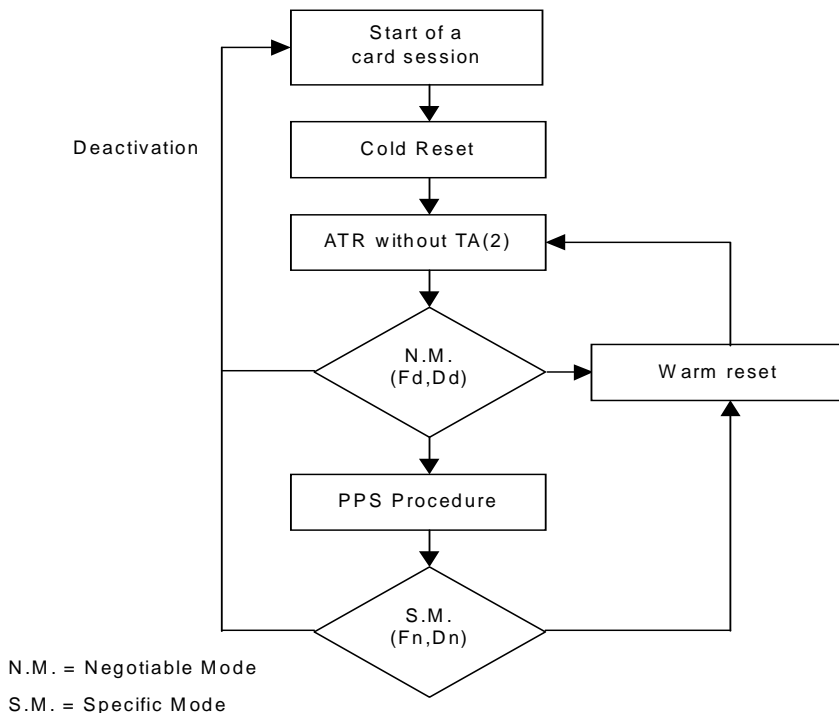 Start of a
card session
Deactivation
Cold Reset
ATR without TA(2)
N.M.
(Fd,Dd)
Warm reset
PPS Procedure
S.M.
(Fn,Dn)
N.M. = Negotiable Mode
S.M. = Specific Mode